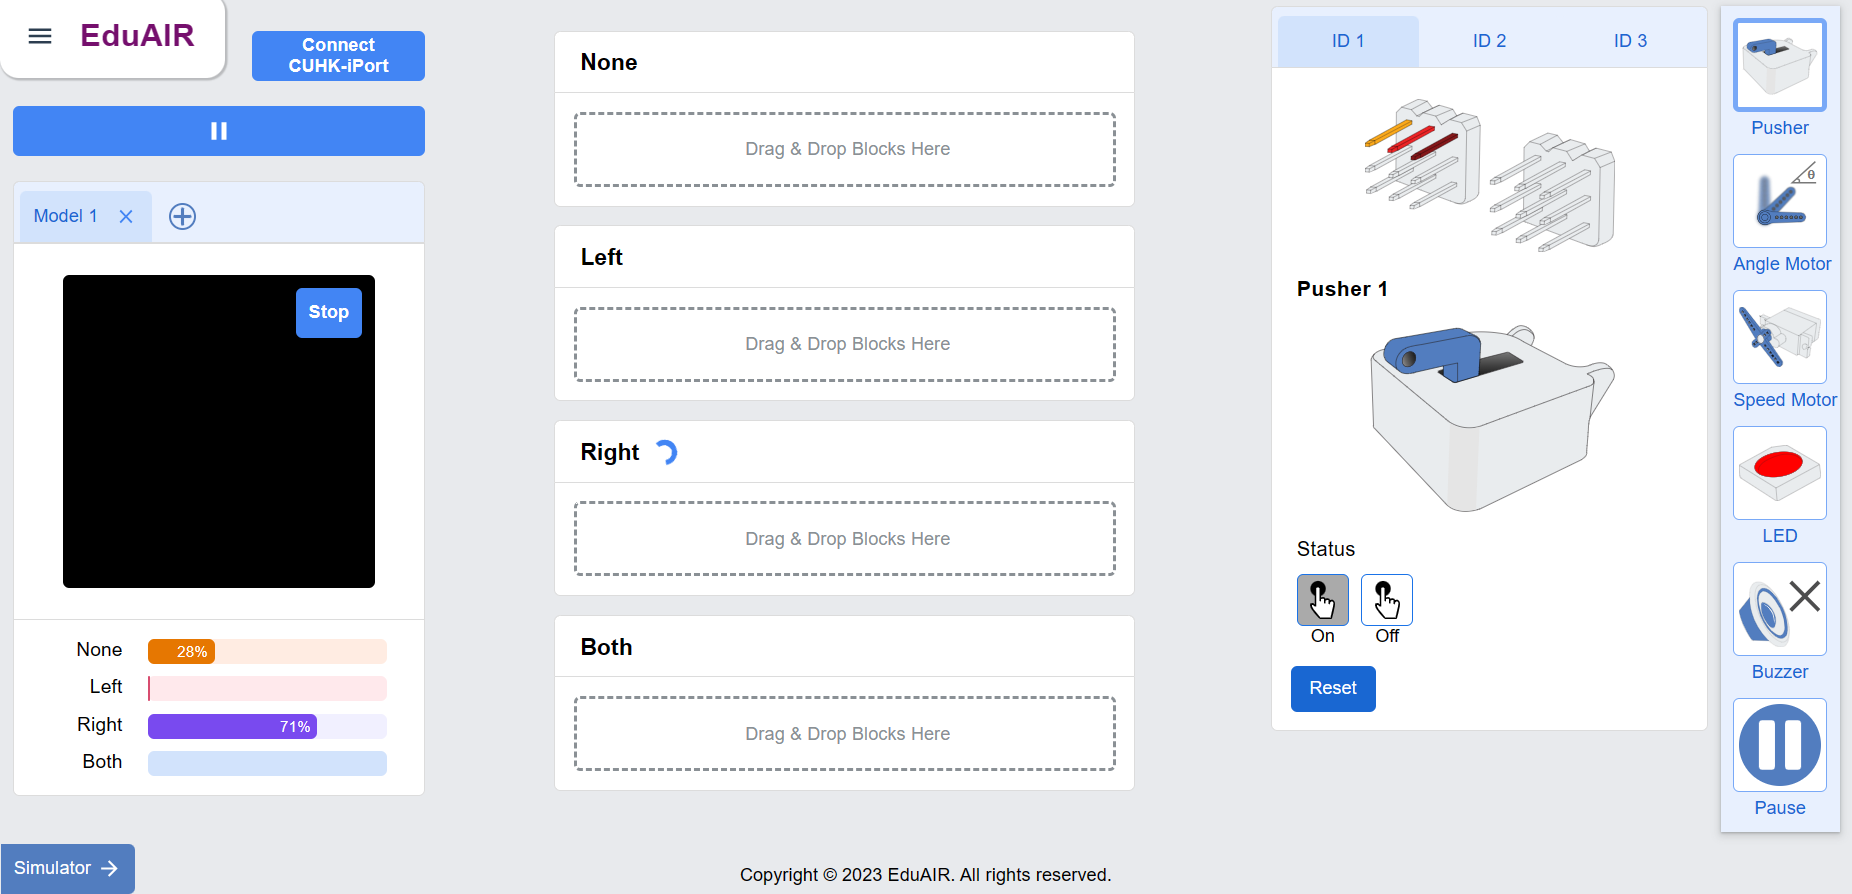 EduAIR
Connect
CUHK-iPort
Model 1
Stop
None 28%
Left
Right 71%
Both
Simulator
None
Drag & Drop Blocks Here
Left
Drag & Drop Blocks Here
Right
Drag & Drop Blocks Here
Both
Drag & Drop Blocks Here
ID 1 ID 2 ID 3
Pusher 1
Status
On Off
Reset
Pusher
θ
Angle Motor
Speed Motor
LED
Buzzer
Pause
Copyright © 2023 EduAIR. All rights reserved.